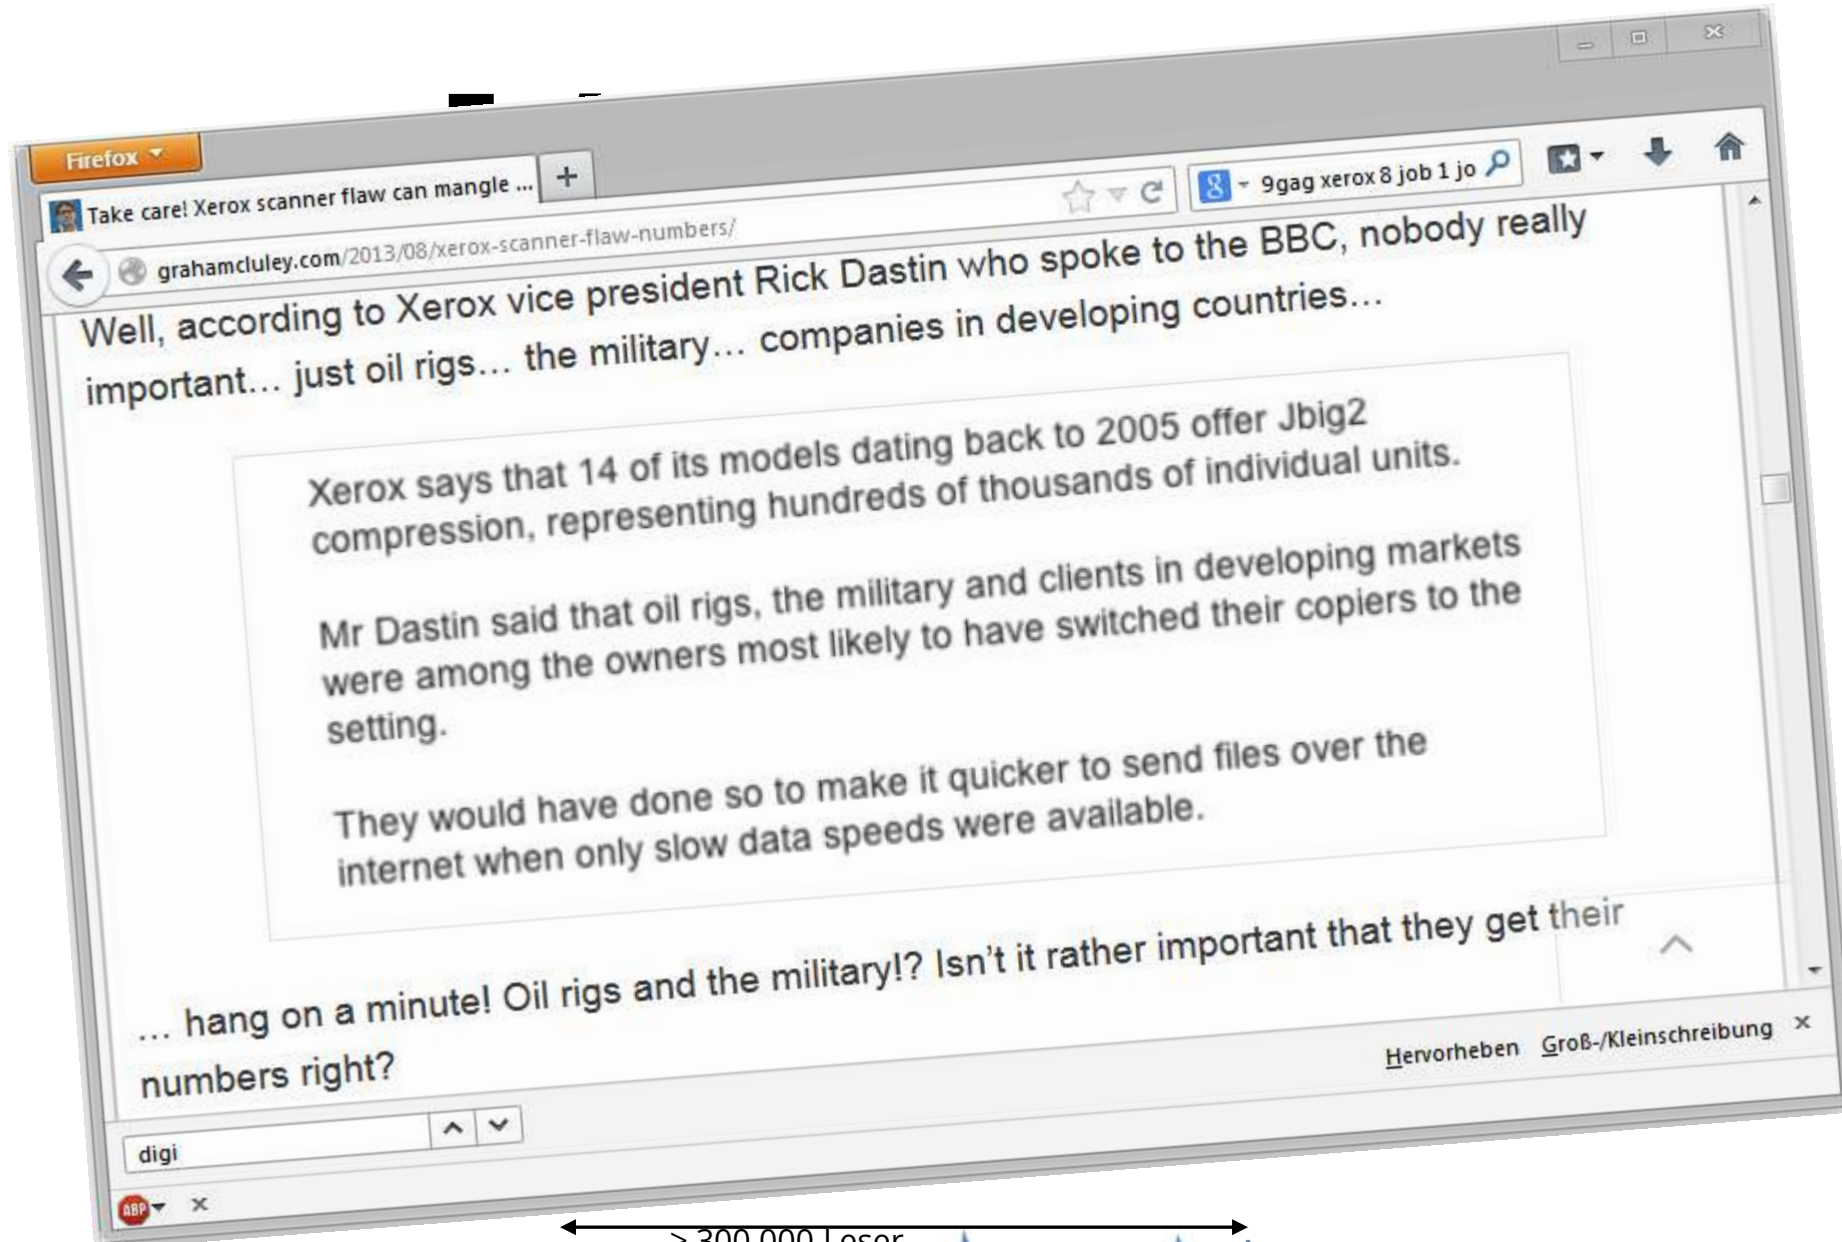 Firefox
Take care! Xerox scanner flaw can mangle ...
grahamcluley.com/2013/08/xerox-scanner-flaw-numbers/
9gag xerox 8 job 1 jo
Well, according to Xerox vice president Rick Dastin who spoke to the BBC, nobody really
important… just oil rigs… the military… companies in developing countries…
Xerox says that 14 of its models dating back to 2005 offer Jbig2
compression, representing hundreds of thousands of individual units.
Mr Dastin said that oil rigs, the military and clients in developing markets
were among the owners most likely to have switched their copiers to the
setting.
They would have done so to make it quicker to send files over the
internet when only slow data speeds were available.
… hang on a minute! Oil rigs and the military!? Isn't it rather important that they get their
numbers right?
Hervorheben Groß-/Kleinschreibung
digi
ABP
> 300.000 Leser